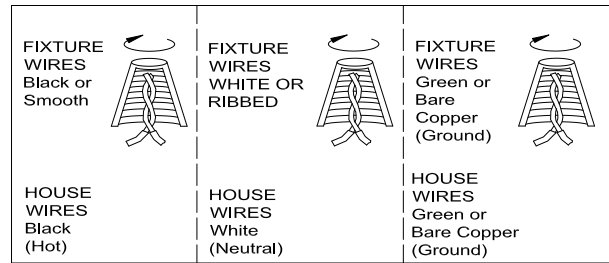 FIXTURE
WIRES
Black or
Smooth
HOUSE
WIRES
Black
(Hot)
FIXTURE
WIRES
WHITE OR
RIBBED
HOUSE
WIRES
White
(Neutral)
FIXTURE
WIRES
Green or
Bare
Copper
(Ground)
HOUSE
WIRES
Green or
Bare Copper
(Ground)